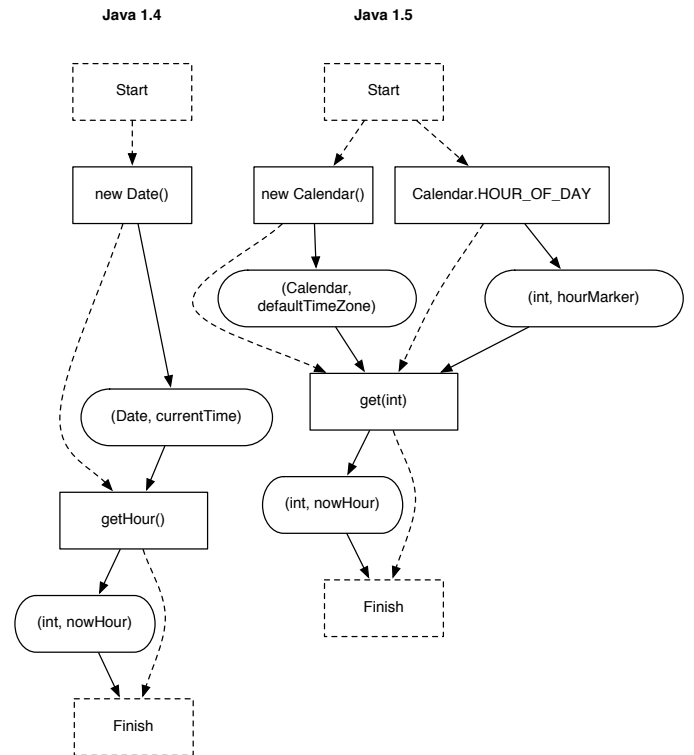 Java 1.4
Start
new Date()
(Date, currentTime)
getHour()
(int, nowHour)
Finish
Java 1.5
Start
new Calendar()
Calendar.HOUR_OF_DAY
(Calendar,
defaultTimeZone)
(int, hourMarker)
get(int)
(int, nowHour)
Finish